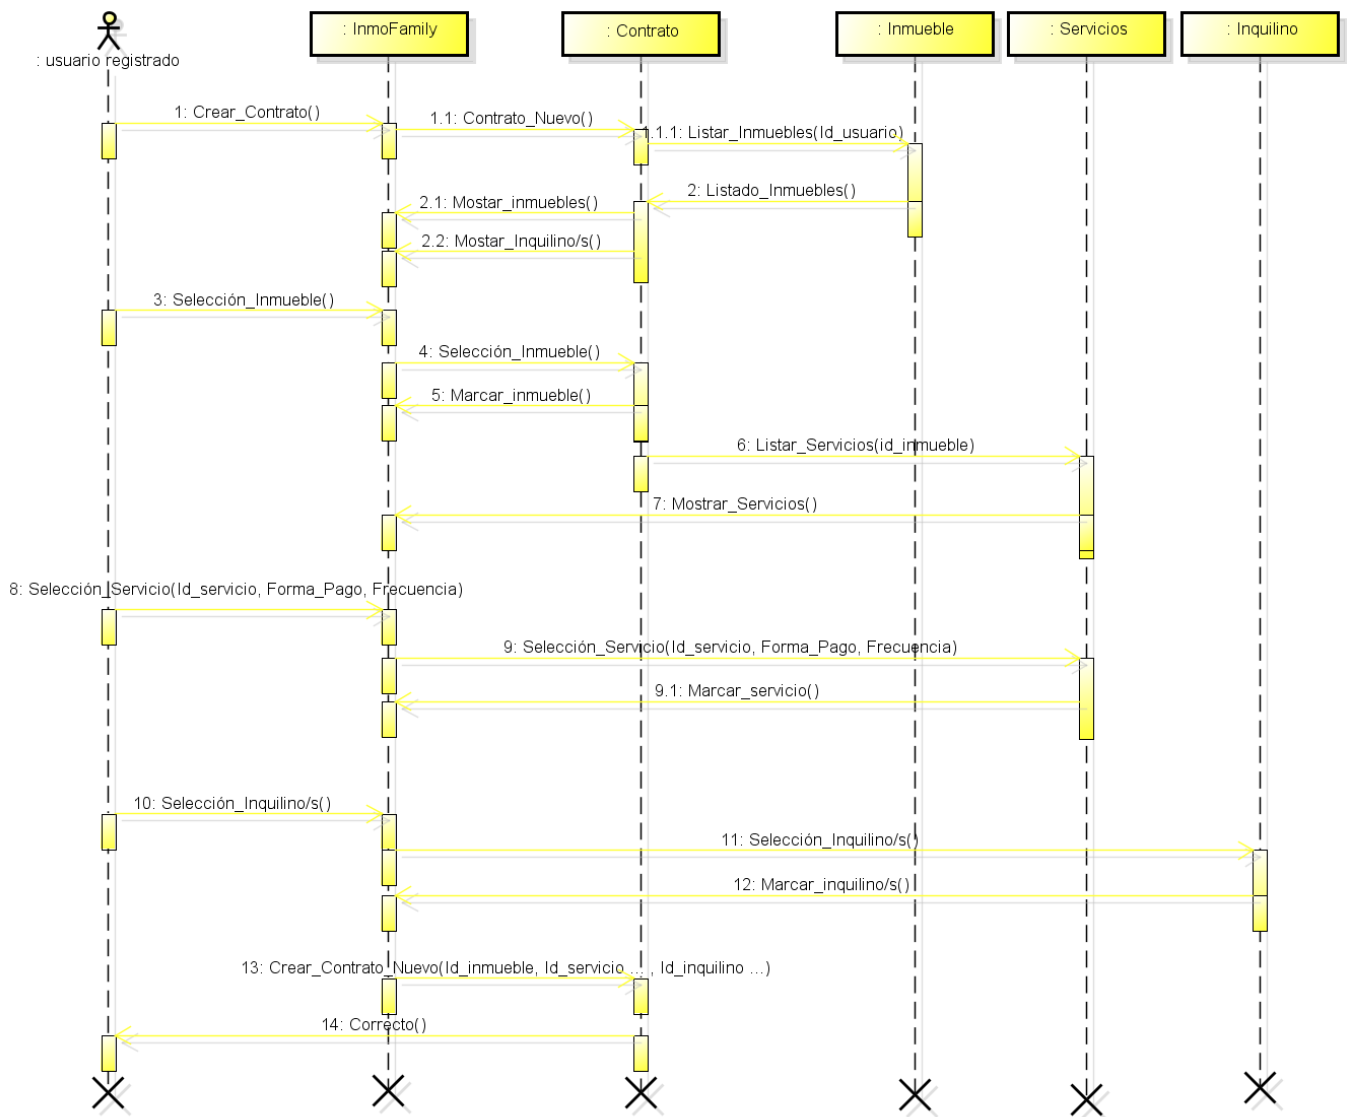 : usuario registrado
: InmoFamily
: Contrato
: Inmueble
: Servicios
: Inquilino
1: Crear_Contrato()
1.1: Contrato_Nuevo()
1.1.1: Listar_Inmuebles(Id_usuario)
2: Listado_Inmuebles()
2.1: Mostar_inmuebles()
2.2: Mostar_Inquilino/s()
3: Selección_Inmueble()
4: Selección_Inmueble()
5: Marcar_inmueble()
6: Listar_Servicios(id_inmueble)
7: Mostrar_Servicios()
8: Selección_Servicio(Id_servicio, Forma_Pago, Frecuencia)
9: Selección_Servicio(Id_servicio, Forma_Pago, Frecuencia)
9.1: Marcar_servicio()
10: Selección_Inquilino/s()
11: Selección_Inquilino/s()
12: Marcar_inquilino/s()
13: Crear_Contrato_Nuevo(Id_inmueble, Id_servicio ... , Id_inquilino ...)
14: Correcto()